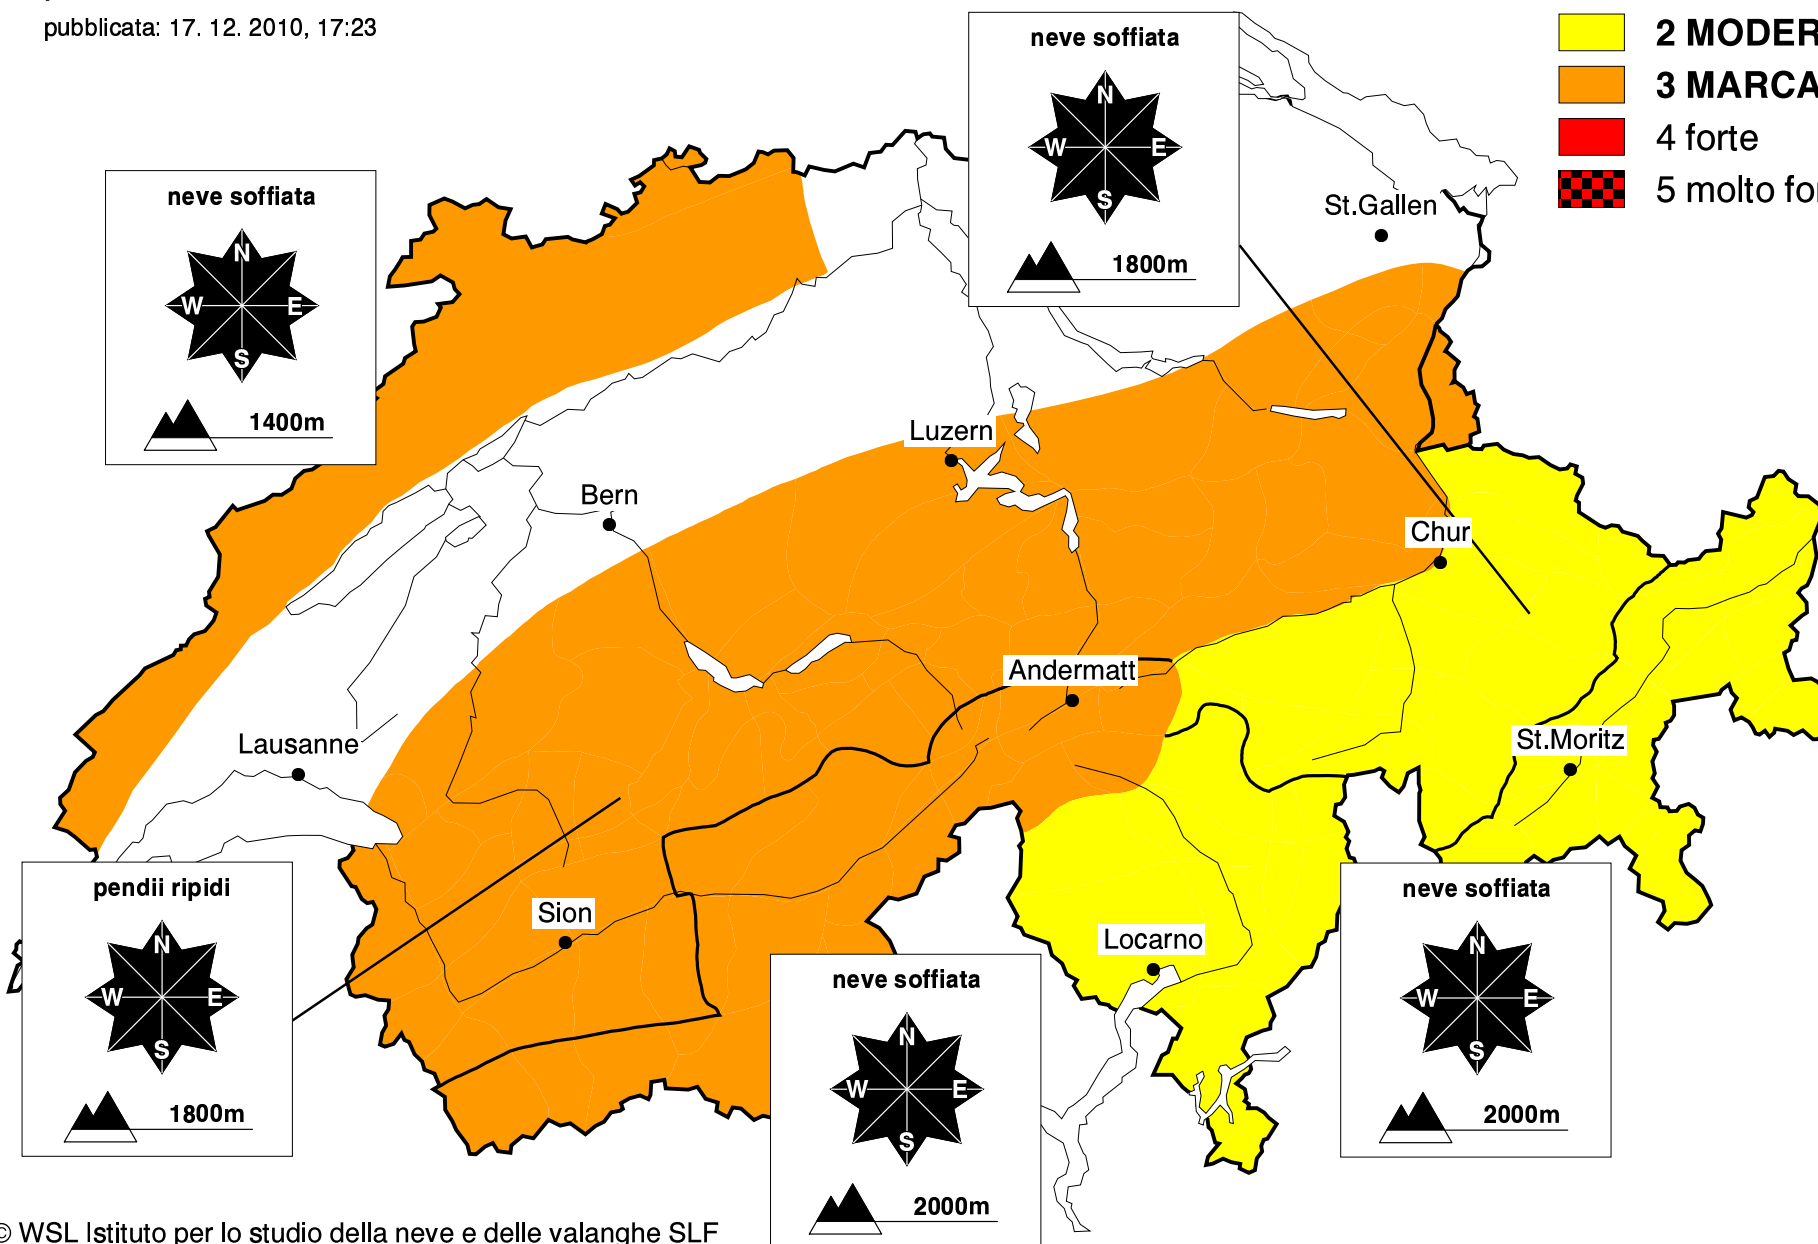 pubblicata: 17. 12. 2010, 17:23
2 MODER
3 MARCA
4 forte
5 molto for
neve soffiata
N
W E
S
1800m
neve soffiata
N
W E
S
1400m
St.Gallen
Luzern
Bern
Chur
Andermatt
Lausanne
St.Moritz
Sion
Locarno
pendii ripidi
N
W E
S
1800m
neve soffiata
N
W E
S
2000m
neve soffiata
N
W E
S
2000m
© WSL Istituto per lo studio della neve e delle valanghe SLF